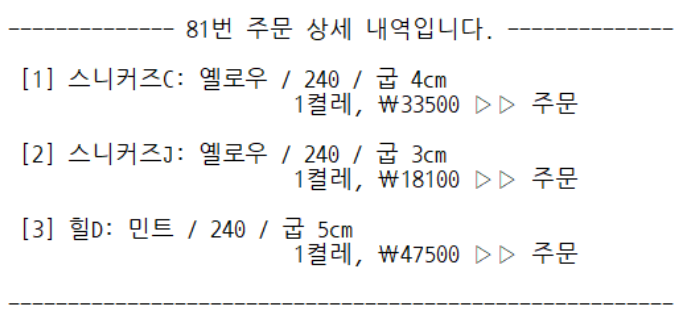 -------------- 81번 주문 상세 내역입니다. --------------
[1] 스니커즈C: 옐로우 / 240 / 굽 4cm
1켤레, ₩33500 ▷▷ 주문
[2] 스니커즈J: 옐로우 / 240 / 굽 3cm
1켤레, ₩18100 ▷▷ 주문
[3] 힐D: 민트 / 240 / 굽 5cm
1켤레, ₩47500 ▷▷ 주문
--------------------------------------------------------